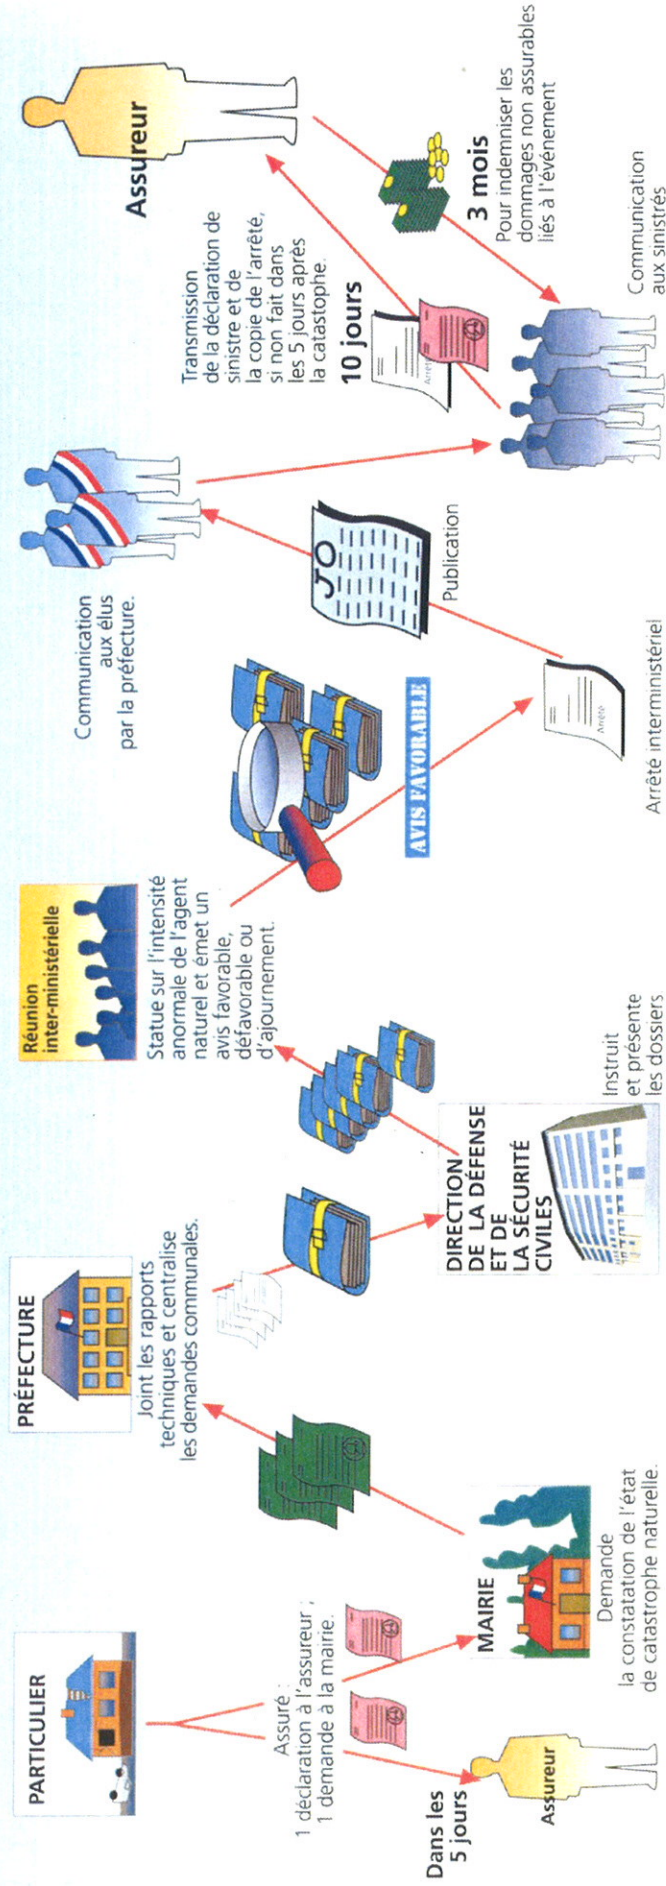 PARTICULIER
Assuré :
1 déclaration à l'assureur ;
1 demande à la mairie.
Dans les
5 jours
Assureur
MAIRIE
Demande
la constatation de l'état
de catastrophe naturelle.
PRÉFECTURE
Joint les rapports
techniques et centralise
les demandes communales.
DIRECTION
DE LA DÉFENSE
ET DE
LA SÉCURITÉ
CIVILES
Instruit
et présente
les dossiers
Réunion
inter-ministérielle
Statue sur l'intensité
anormale de l'agent
naturel et émet un
avis favorable,
défavorable ou
d'ajournement.
AVIS FAVORABLE
Arrêté
Arrêté interministériel
JO
Publication
Communication
aux élus
par la préfecture.
Communication
aux sinistrés
Transmission
de la déclaration de
sinistre et de
la copie de l'arrêté,
si non fait dans
les 5 jours après
la catastrophe.
10 jours
Arrêté
Assureur
3 mois
Pour indemniser les
dommages non assurables
liés à l'événement